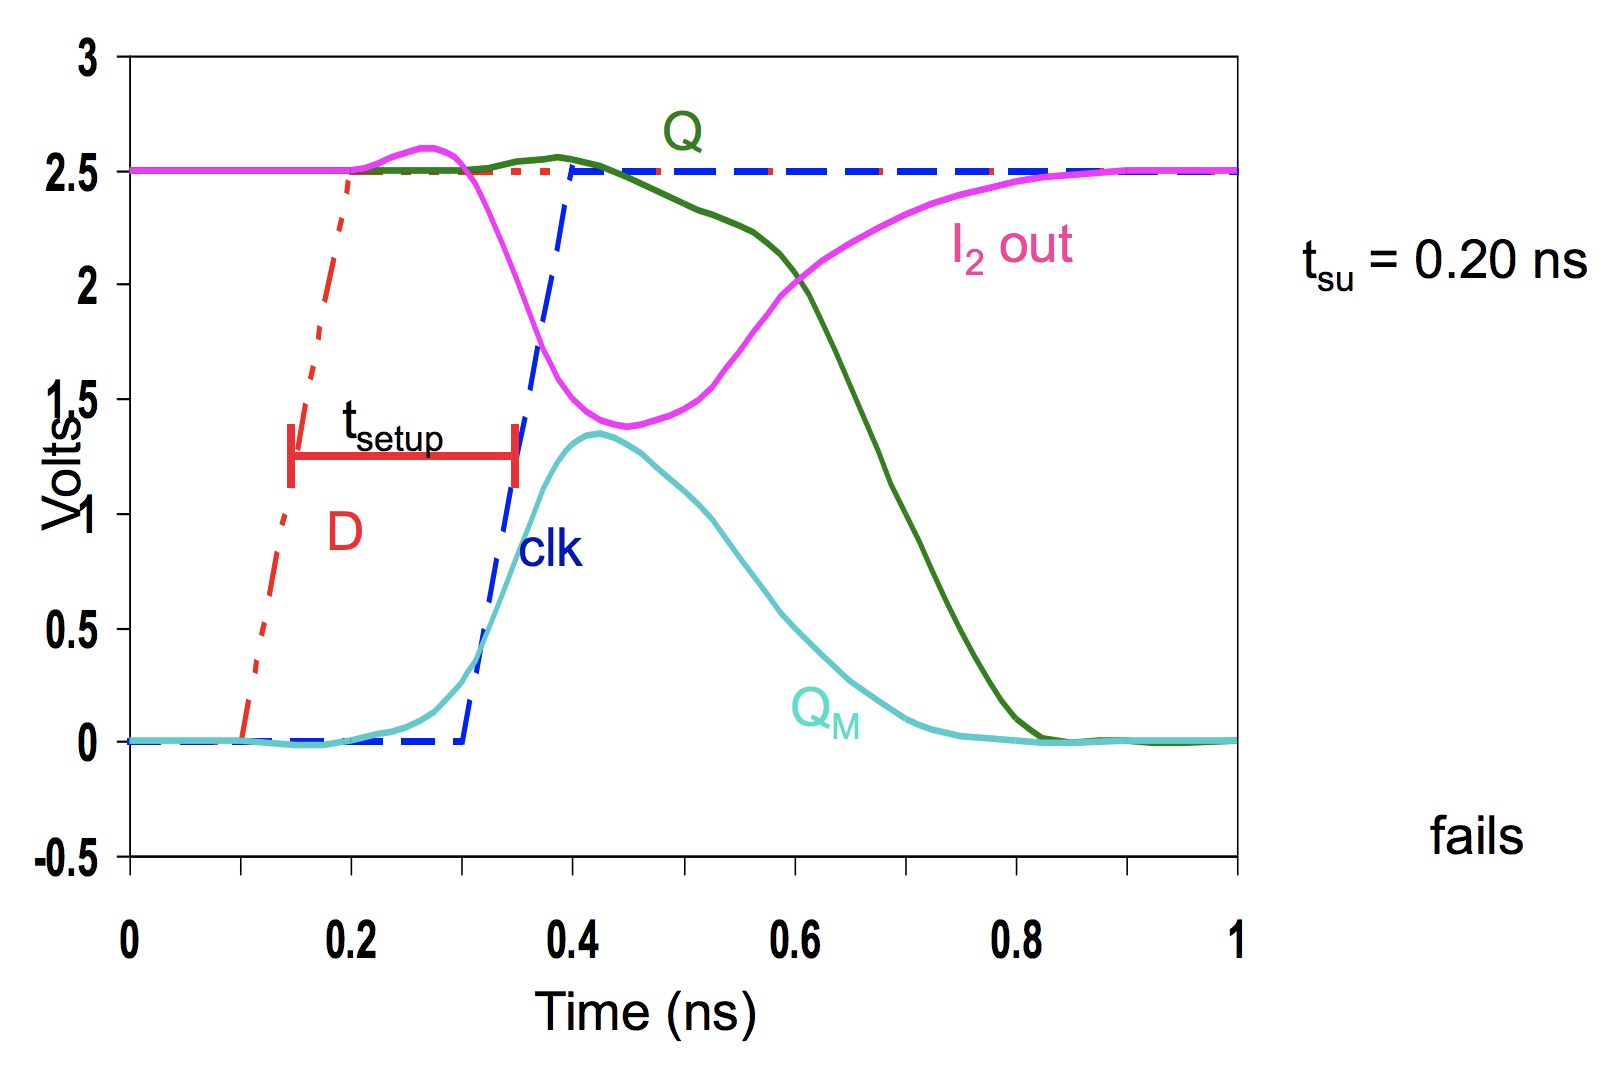 3
Q
2.5
I2 out
tsu = 0.20 ns
2
1.5
tsetup
Volts
1
D
clk
0.5
QM
0
fails
-0.5
0 0.2 0.4 0.6 0.8 1
Time (ns)